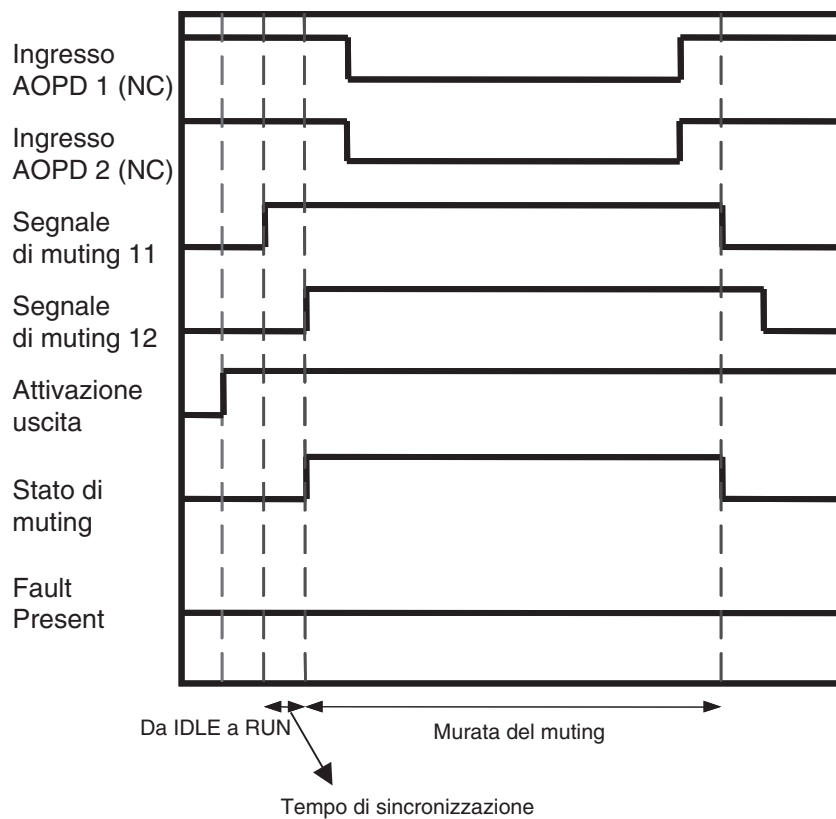 Ingresso
AOPD 1 (NC)
Ingresso
AOPD 2 (NC)
Segnale
di muting 11
Segnale
di muting 12
Attivazione
uscita
Stato di
muting
Fault
Present
Da IDLE a RUN
Murata del muting
Tempo di sincronizzazione